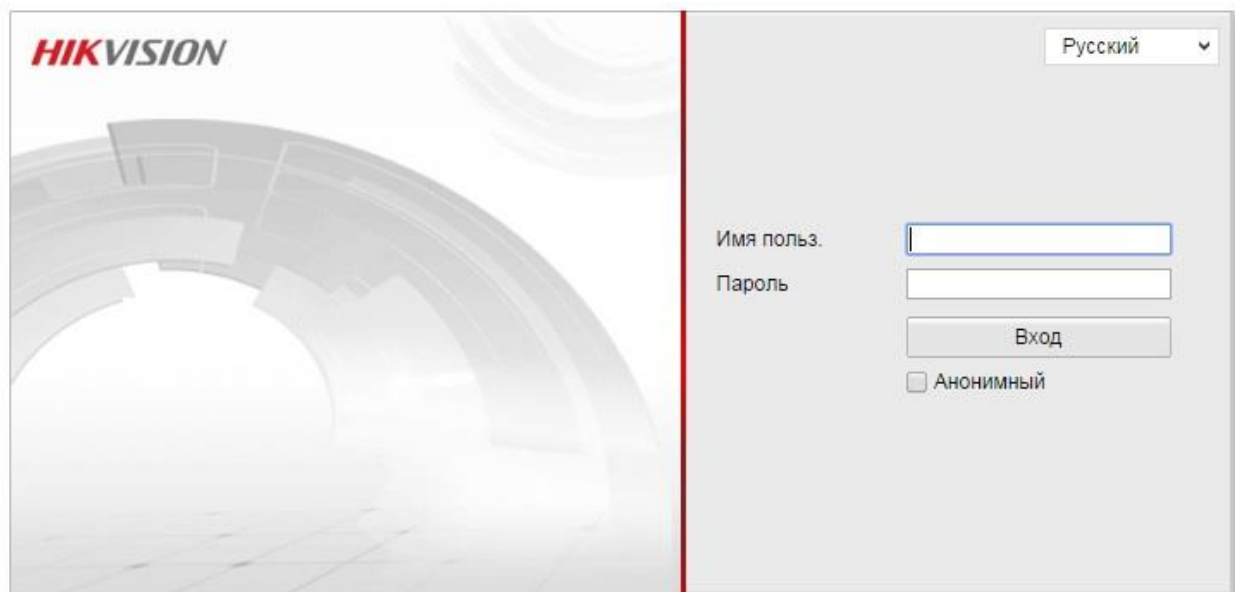 HIKVISION
Русский
Имя польз.
Пароль
Вход
Анонимный